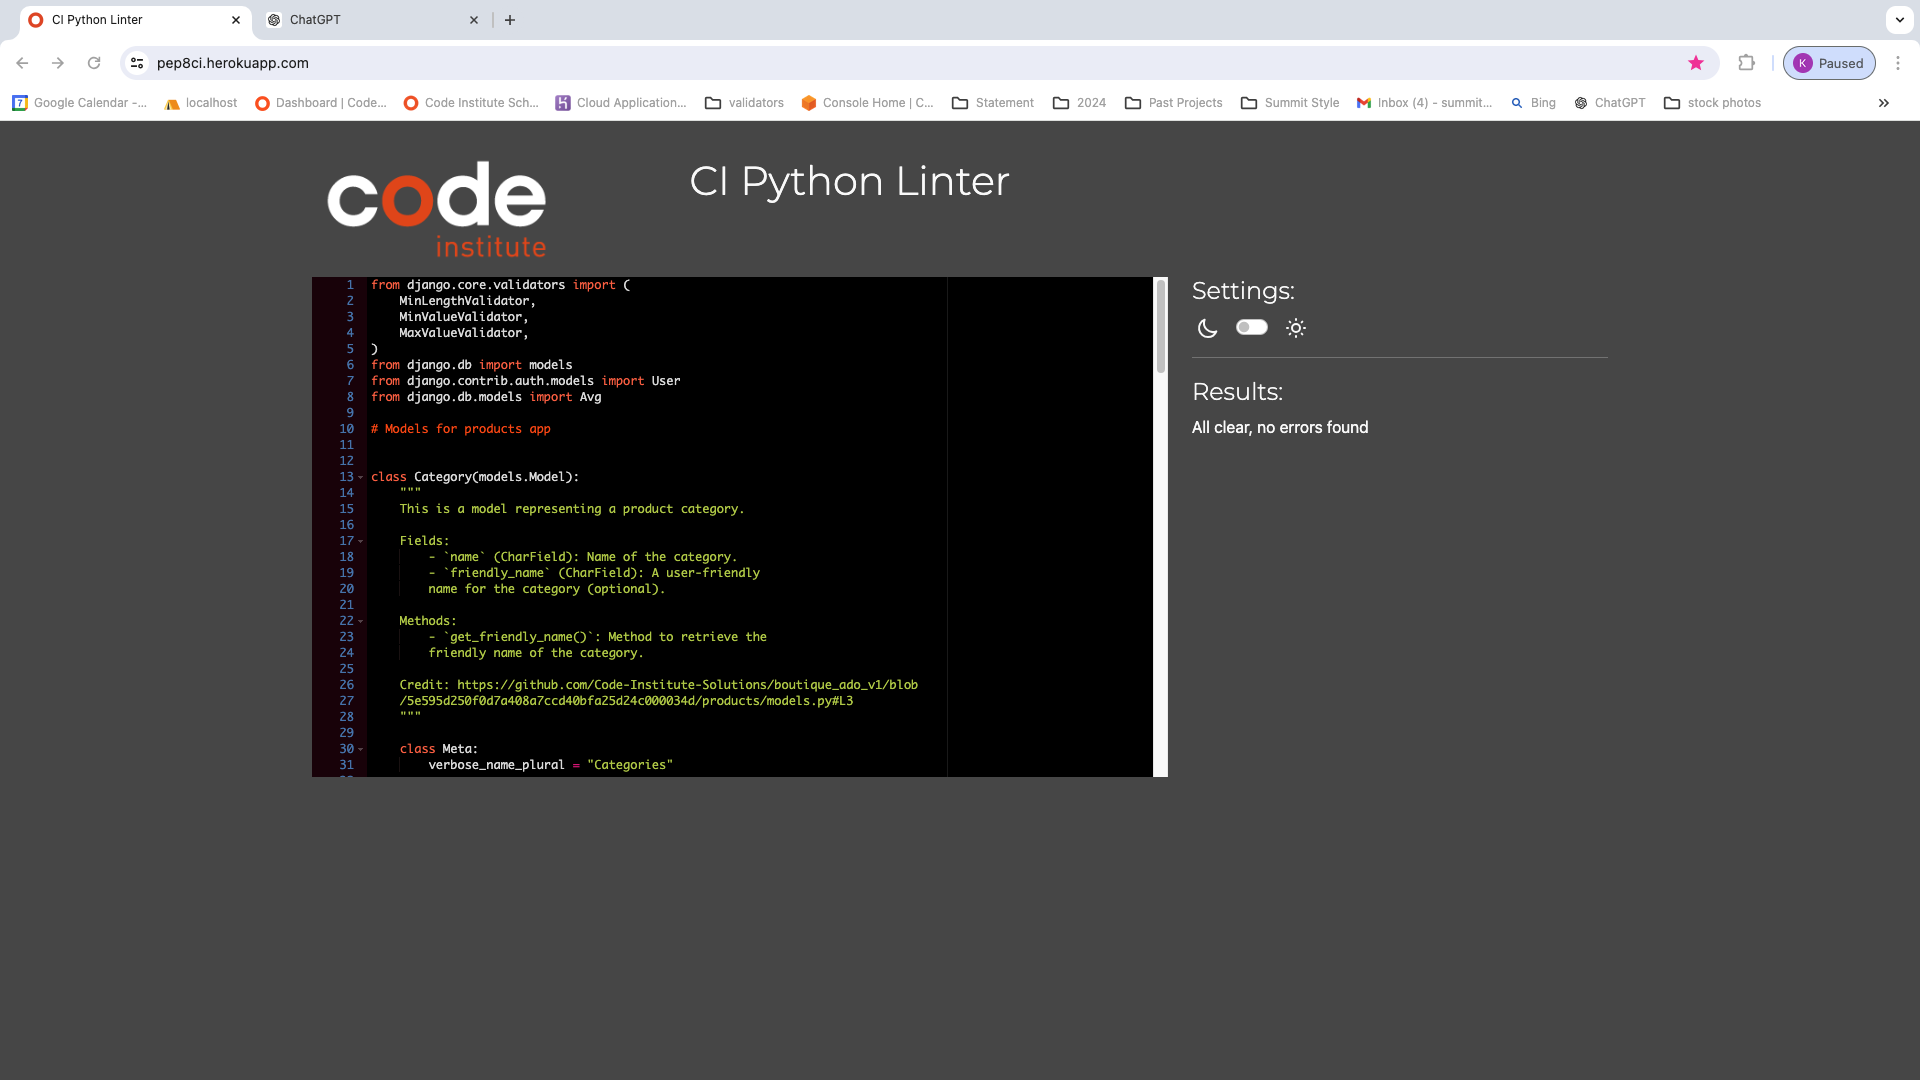 CI Python Linter
ChatGPT
pep8ci.herokuapp.com
K Paused
7 Google Calendar -...
localhost
Dashboard | Code...
Code Institute Sch...
Cloud Application...
validators
Console Home | C...
Statement
2024
Past Projects
Summit Style
Inbox (4) - summit...
Bing
ChatGPT
stock photos
code
institute
CI Python Linter
1 from django.core.validators import (
2     MinLengthValidator,
3     MinValueValidator,
4     MaxValueValidator,
5 )
6 from django.db import models
7 from django.contrib.auth.models import User
8 from django.db.models import Avg
9
10 # Models for products app
11
12
13 class Category(models.Model):
14     """
15     This is a model representing a product category.
16
17     Fields:
18         - `name` (CharField): Name of the category.
19         - `friendly_name` (CharField): A user-friendly
20         name for the category (optional).
21
22     Methods:
23         - `get_friendly_name()`: Method to retrieve the
24         friendly name of the category.
25
26     Credit: https://github.com/Code-Institute-Solutions/boutique_ado_v1/blob
27     /5e595d250f0d7a408a7ccd40bfa25d24c000034d/products/models.py#L3
28     """
29
30     class Meta:
31         verbose_name_plural = "Categories"
Settings:
Results:
All clear, no errors found